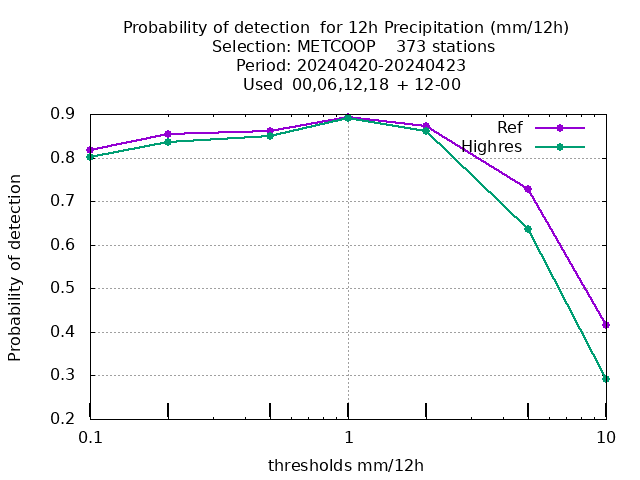 Probability of detection  for 12h Precipitation (mm/12h)
Selection: METCOOP    373 stations
Period: 20240420-20240423
Used  00,06,12,18  + 12-00
Ref
Highres
0.9
0.8
0.7
0.6
0.5
0.4
0.3
0.2
Probability of detection
0.1
1
10
thresholds mm/12h